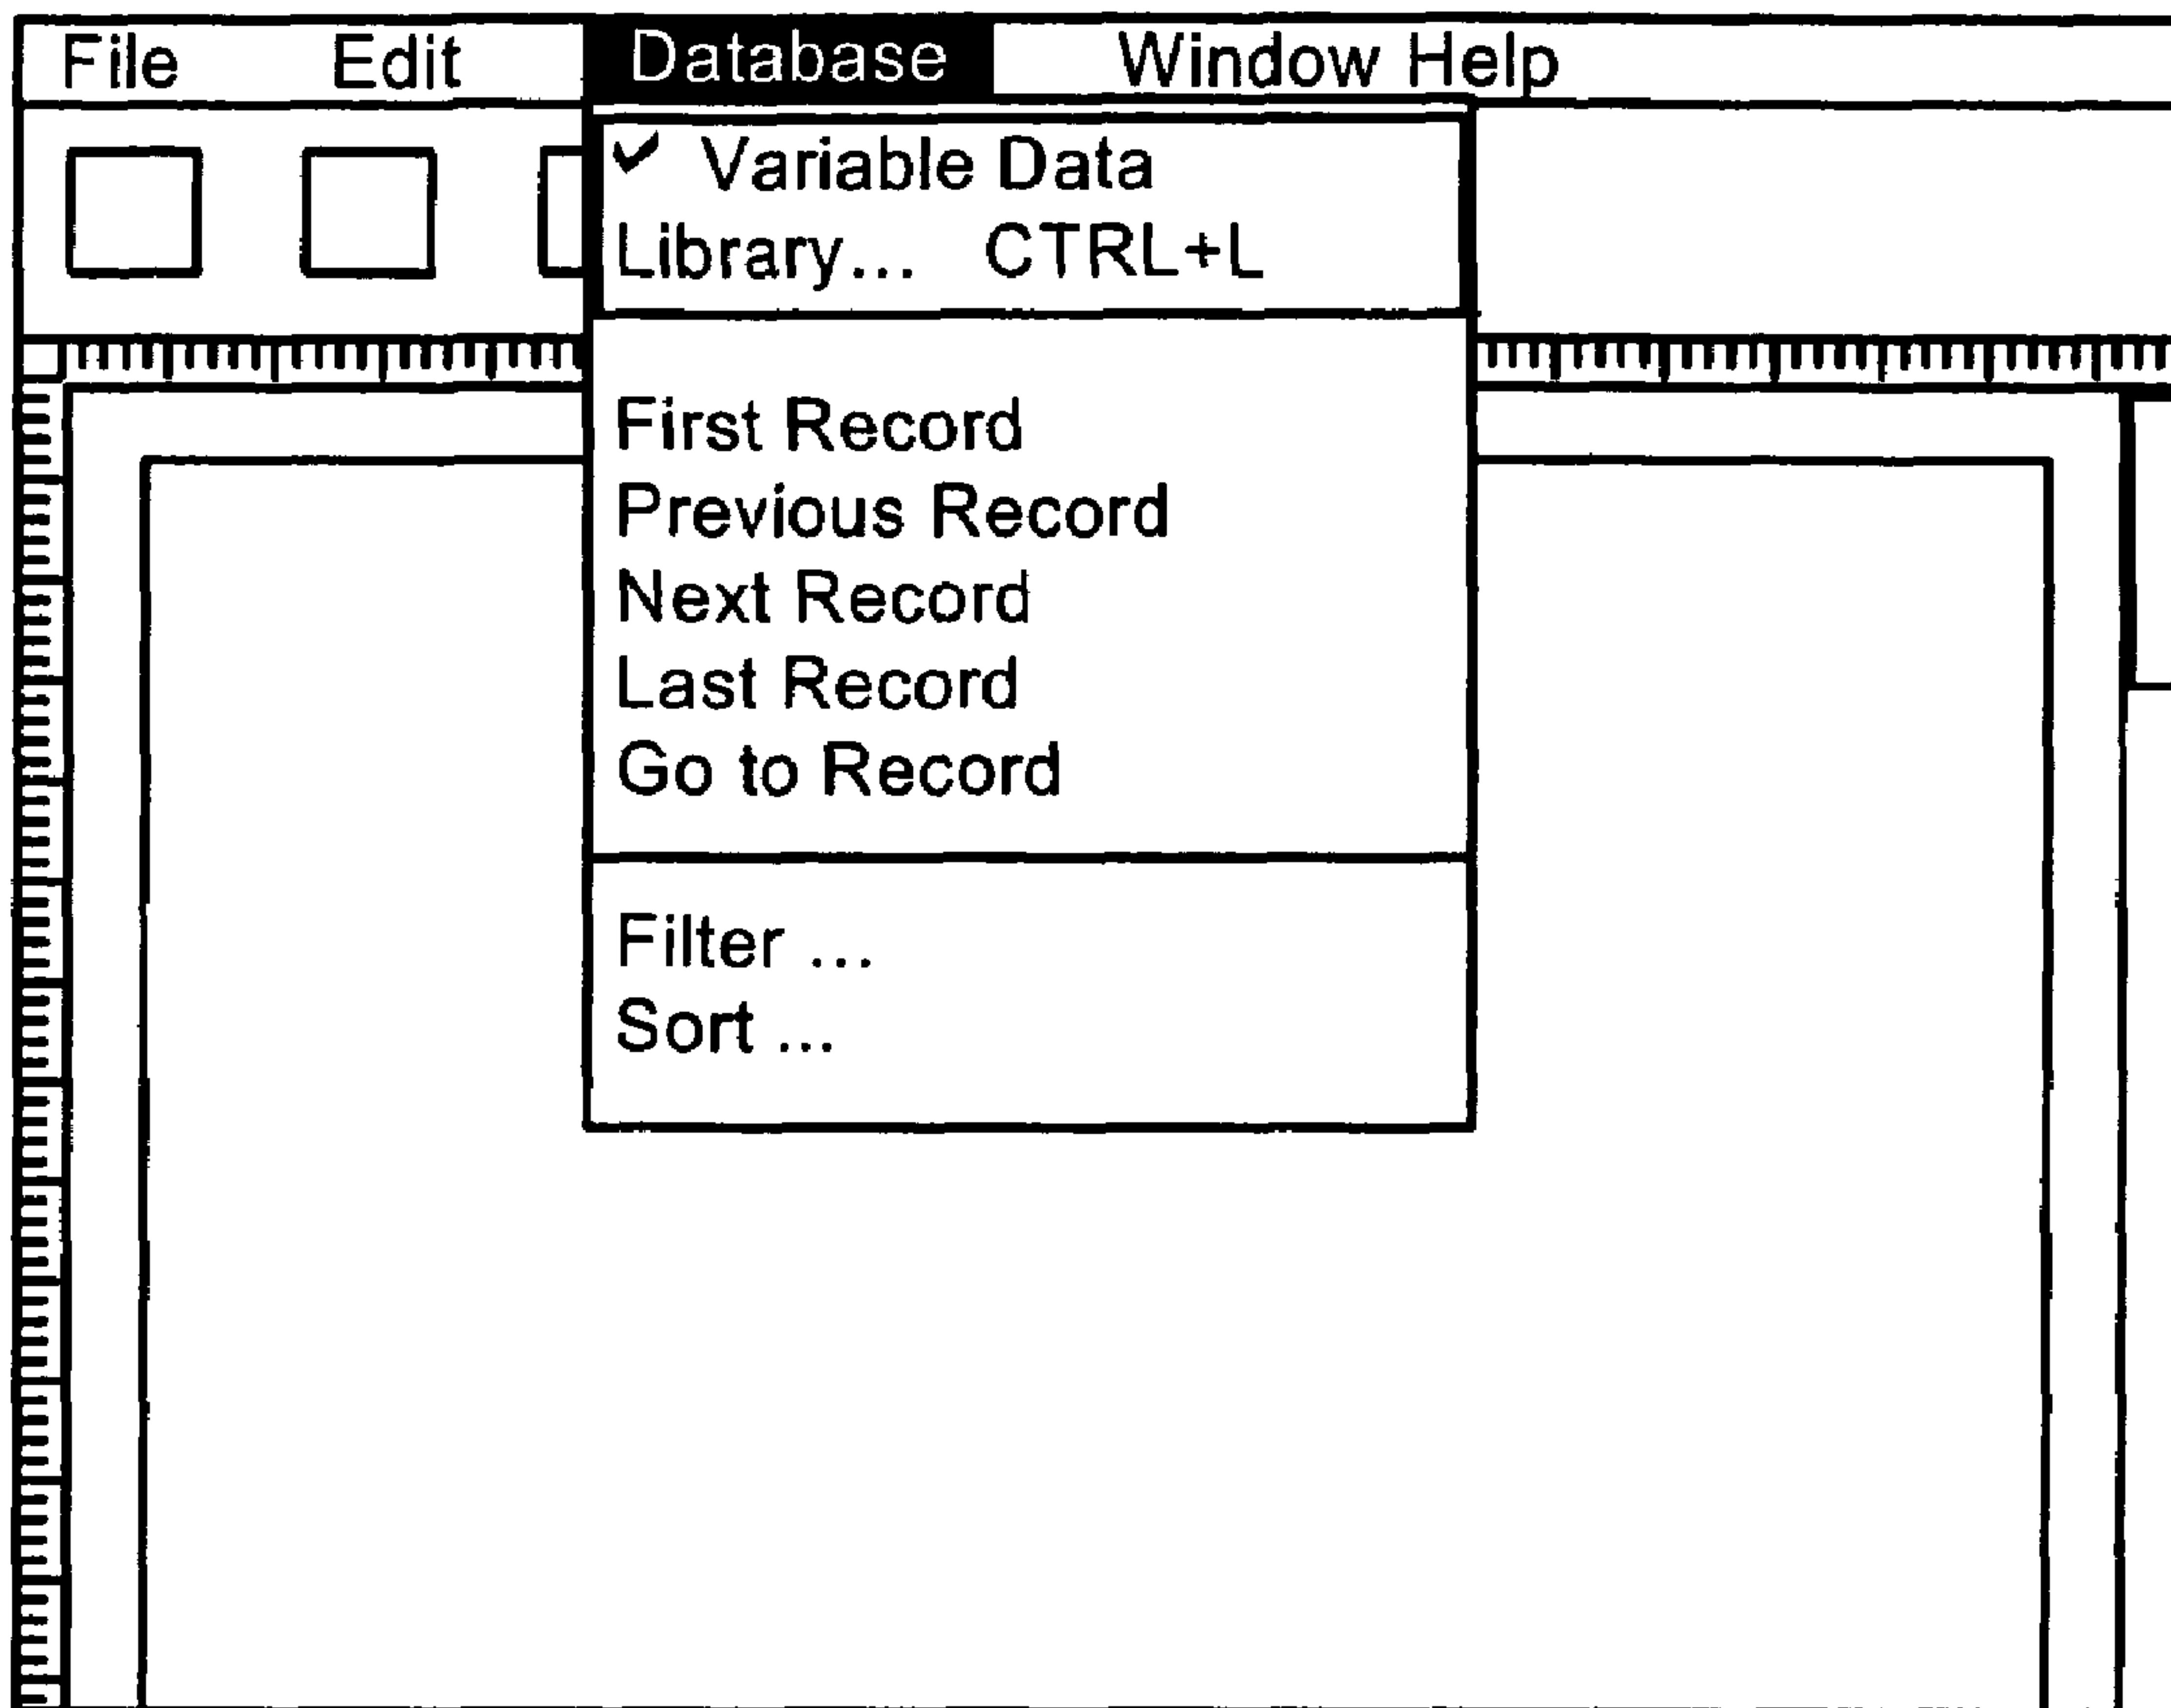 File Edit Database Window Help
✓ Variable Data
Library... CTRL+L
First Record
Previous Record
Next Record
Last Record
Go to Record
Filter ...
Sort ...